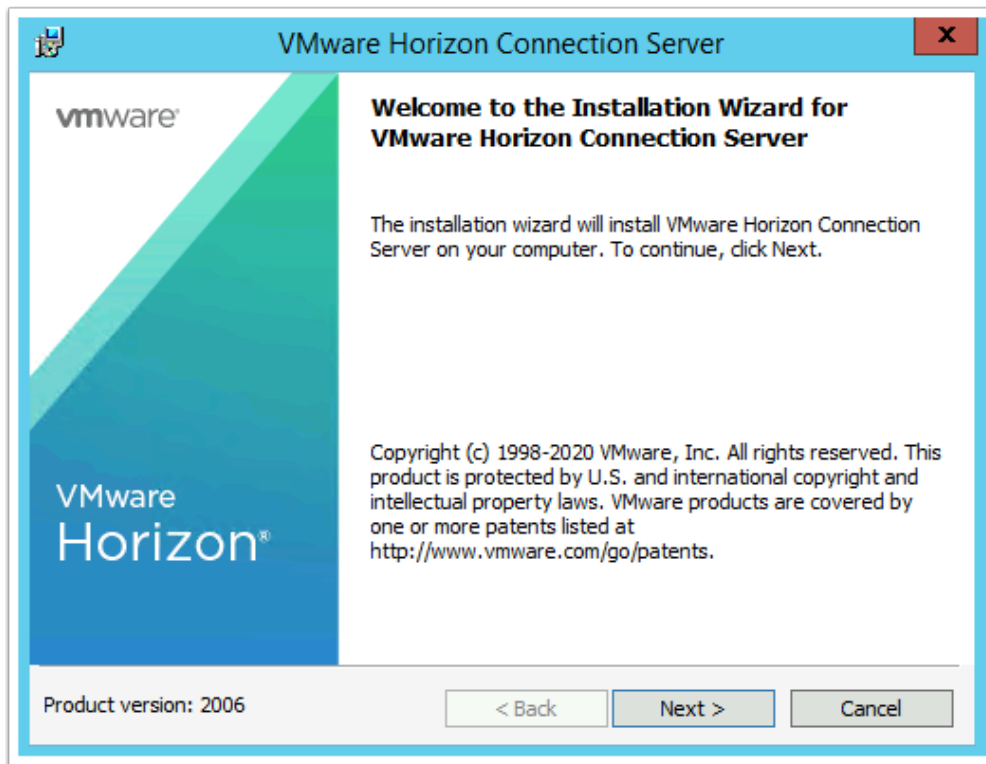 VMware Horizon Connection Server
x
vmware®
Welcome to the Installation Wizard for
VMware Horizon Connection Server
The installation wizard will install VMware Horizon Connection
Server on your computer. To continue, click Next.
Copyright (c) 1998-2020 VMware, Inc. All rights reserved. This
product is protected by U.S. and international copyright and
intellectual property laws. VMware products are covered by
one or more patents listed at
http://www.vmware.com/go/patents.
VMware
Horizon®
Product version: 2006
< Back
Next >
Cancel